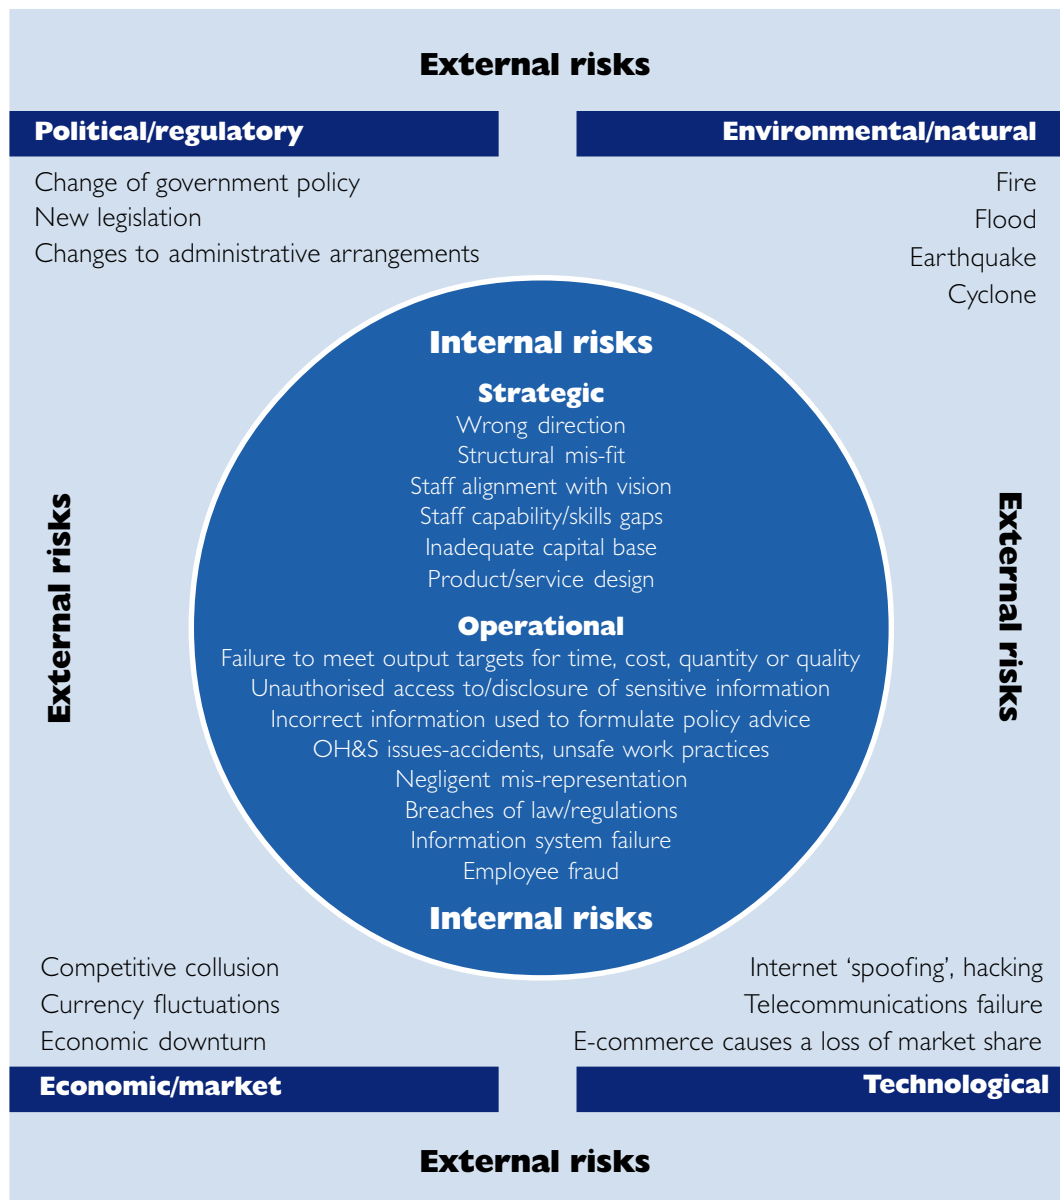 External risks
Political/regulatory
Change of government policy
New legislation
Changes to administrative arrangements
Environmental/natural
Fire
Flood
Earthquake
Cyclone
External risks
Internal risks
Strategic
Wrong direction
Structural mis-fit
Staff alignment with vision
Staff capability/skills gaps
Inadequate capital base
Product/service design
Operational
Failure to meet output targets for time, cost, quantity or quality
Unauthorised access to/disclosure of sensitive information
Incorrect information used to formulate policy advice
OH&S issues-accidents, unsafe work practices
Negligent mis-representation
Breaches of law/regulations
Information system failure
Employee fraud
Internal risks
External risks
Competitive collusion
Currency fluctuations
Economic downturn
Economic/market
Internet ‘spoofing’, hacking
Telecommunications failure
E-commerce causes a loss of market share
Technological
External risks